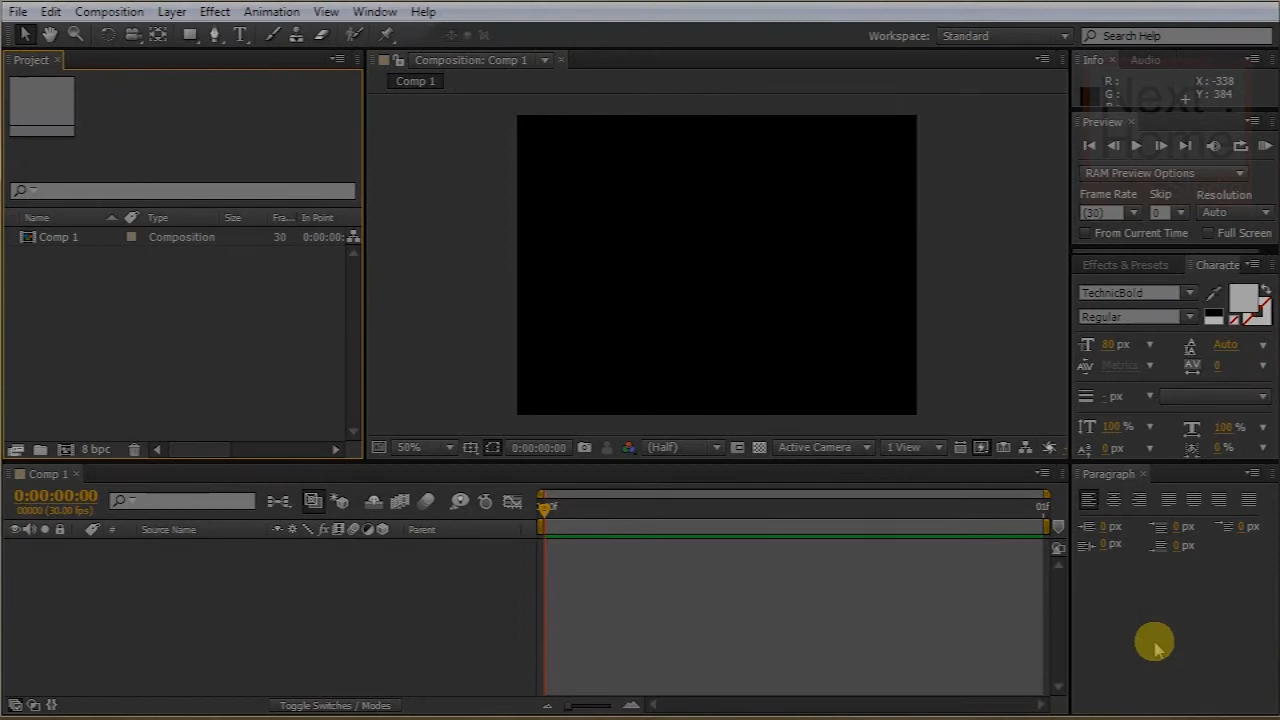 File Edit Composition Layer Effect Animation View Window Help
Workspace: Standard Search Help
Project
Composition: Comp 1
Comp 1
Info Audio
R: X: -338
G: Y: 384
Next
Home
Preview
RAM Preview Options
Frame Rate Skip Resolution
(30) 0 Auto
From Current Time Full Screen
Name Type Size Fra... In Point
Comp 1 Composition 30 0:00:00:
Effects & Presets Characte
TechnicBold
Regular
80 px Auto
Metrics 0
- px
100 % 100 %
0 px 0 %
8 bpc
50% 0:00:00:00 (Half) Active Camera 1 View
Comp 1
Paragraph
0:00:00:00
00000 (30.00 fps)
01f
# Source Name Parent
0 px 0 px 0 px
0 px 0 px
Toggle Switches / Modes